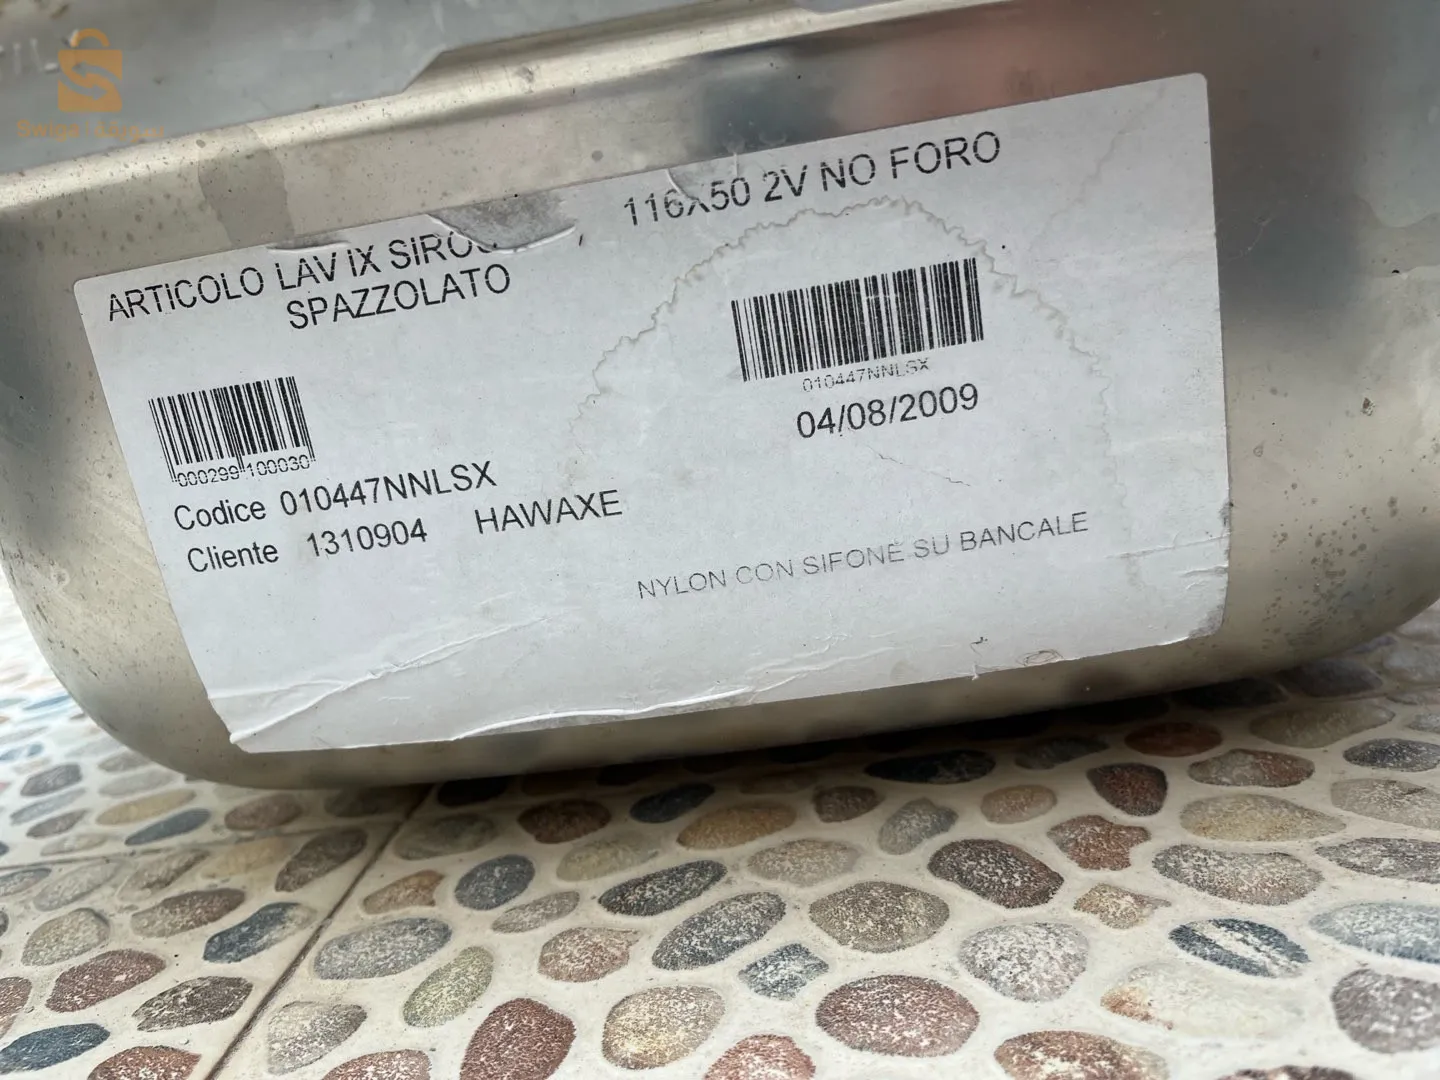 ARTICOLO LAV IX 116X50 2V NO FORO
SPAZZOLATO
010447NNLSX
04/08/2009
000299 100030
Codice 010447NNLSX
Cliente 1310904 HAWAXE
NYLON CON SIFONE SU BANCALE